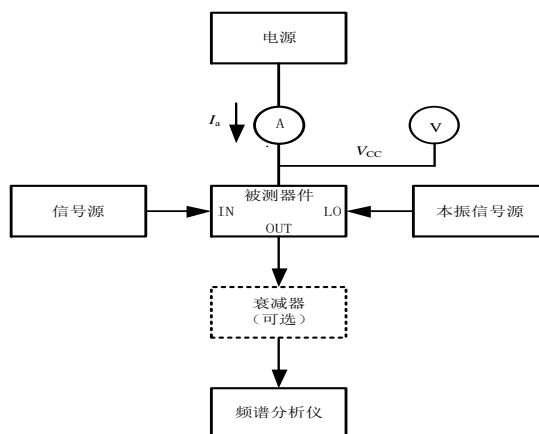 电源
Iₐ
A
V
V_CC
信号源
被测器件
IN
LO
OUT
本振信号源
衰减器
（可选）
频谱分析仪